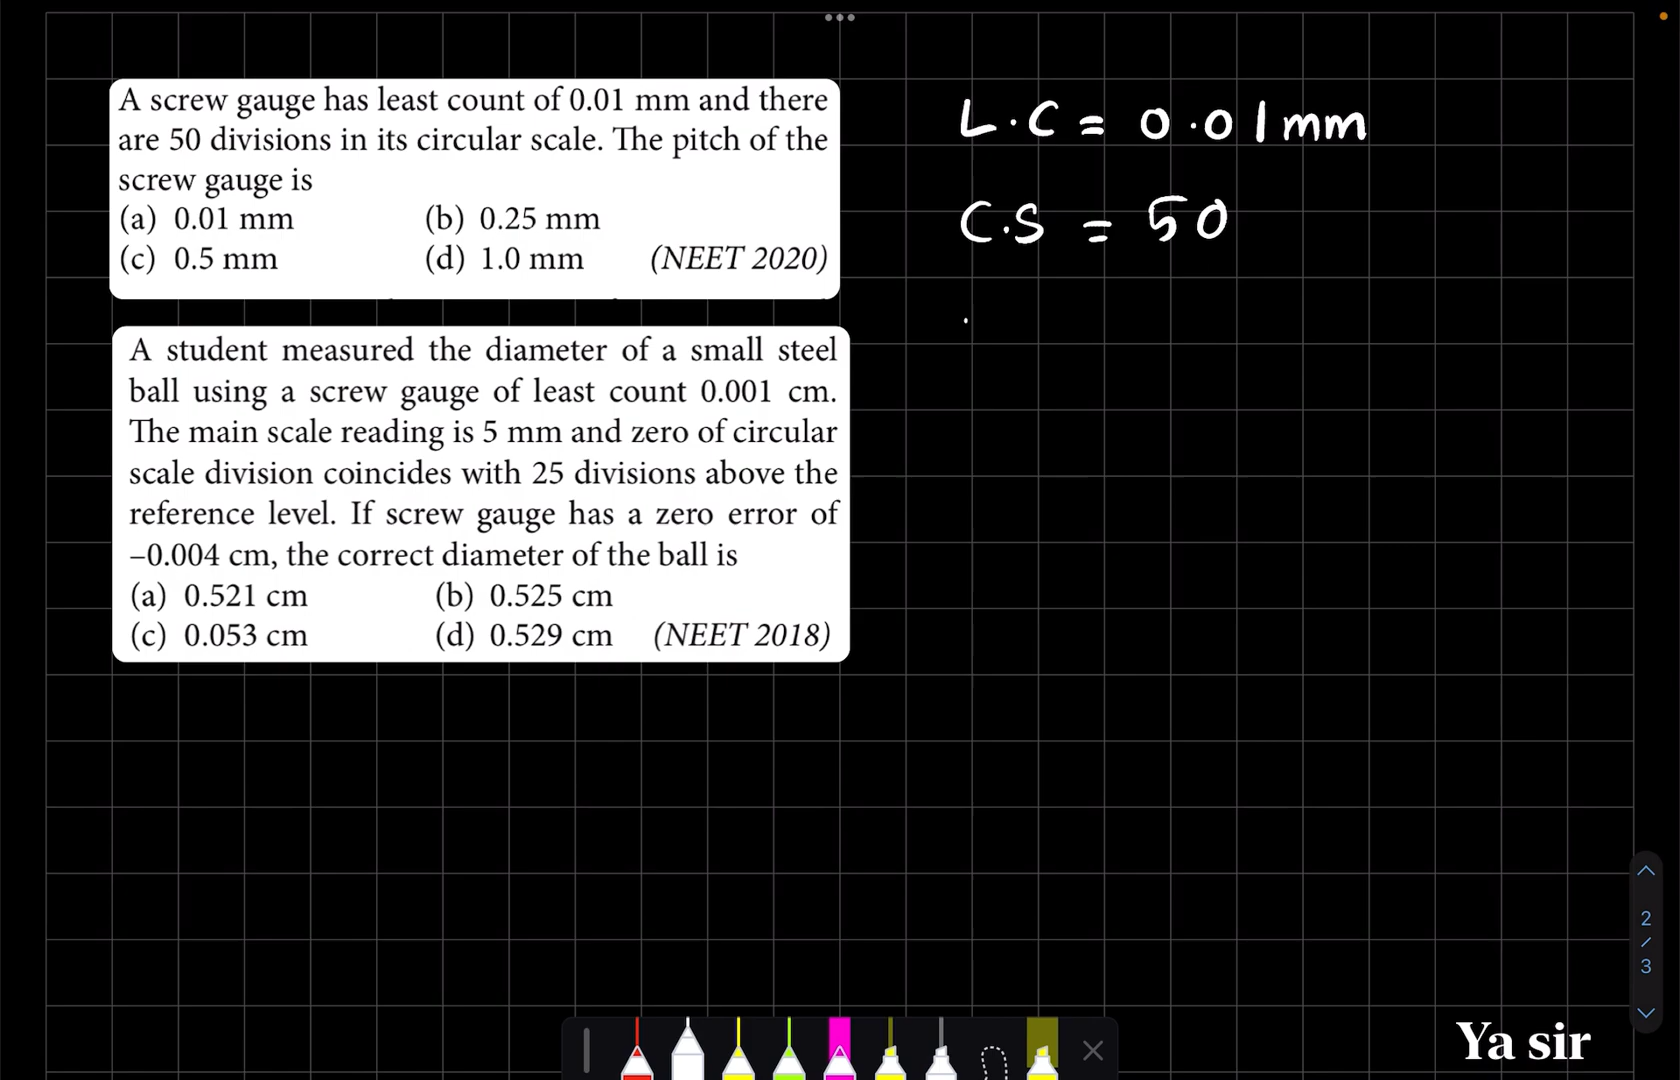 A screw gauge has least count of 0.01 mm and there
are 50 divisions in its circular scale. The pitch of the
screw gauge is
(a) 0.01 mm (b) 0.25 mm
(c) 0.5 mm (d) 1.0 mm (NEET 2020)
L.C = 0.01 mm
C.S = 50
A student measured the diameter of a small steel
ball using a screw gauge of least count 0.001 cm.
The main scale reading is 5 mm and zero of circular
scale division coincides with 25 divisions above the
reference level. If screw gauge has a zero error of
–0.004 cm, the correct diameter of the ball is
(a) 0.521 cm (b) 0.525 cm
(c) 0.053 cm (d) 0.529 cm (NEET 2018)
2
/
3
Ya sir